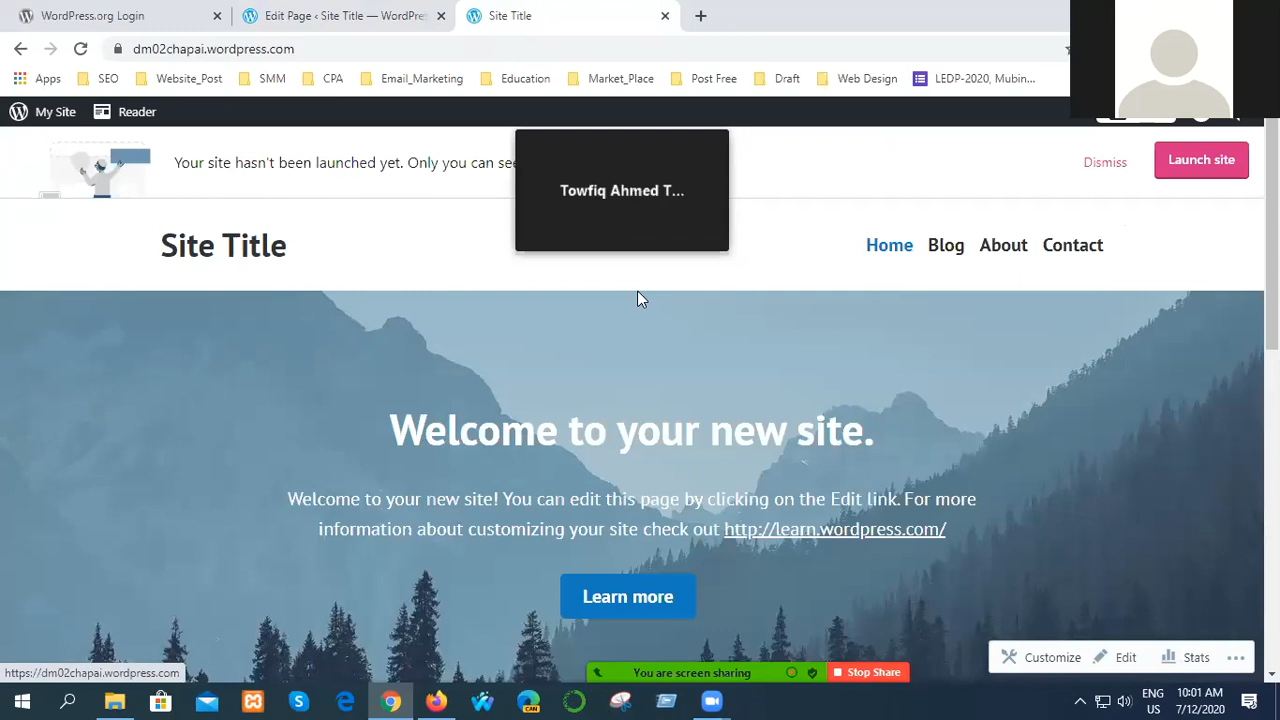 WordPress.org Login
Edit Page ‹ Site Title — WordPre
Site Title
dm02chapai.wordpress.com
Apps
SEO
Website_Post
SMM
CPA
Email_Marketing
Education
Market_Place
Post Free
Draft
Web Design
LEDP-2020, Mubin...
My Site
Reader
Your site hasn't been launched yet. Only you can see
Dismiss
Launch site
Towfiq Ahmed T...
Site Title
Home
Blog
About
Contact
Welcome to your new site.
Welcome to your new site! You can edit this page by clicking on the Edit link. For more
information about customizing your site check out http://learn.wordpress.com/
Learn more
Customize
Edit
Stats
https://dm02chapai.wordpress.com
You are screen sharing
Stop Share
CAN
ENG
US
10:01 AM
7/12/2020